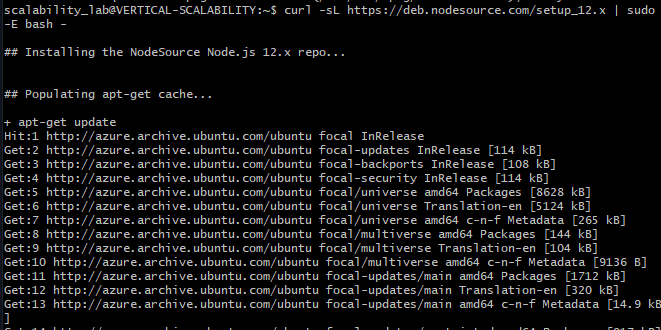 scalability_lab@VERTICAL-SCALABILITY:~$ curl -sL https://deb.nodesource.com/setup_12.x | sudo
-E bash -
## Installing the NodeSource Node.js 12.x repo...
## Populating apt-get cache...
+ apt-get update
Hit:1 http://azure.archive.ubuntu.com/ubuntu focal InRelease
Get:2 http://azure.archive.ubuntu.com/ubuntu focal-updates InRelease [114 kB]
Get:3 http://azure.archive.ubuntu.com/ubuntu focal-backports InRelease [108 kB]
Get:4 http://azure.archive.ubuntu.com/ubuntu focal-security InRelease [114 kB]
Get:5 http://azure.archive.ubuntu.com/ubuntu focal/universe amd64 Packages [8628 kB]
Get:6 http://azure.archive.ubuntu.com/ubuntu focal/universe Translation-en [5124 kB]
Get:7 http://azure.archive.ubuntu.com/ubuntu focal/universe amd64 c-n-f Metadata [265 kB]
Get:8 http://azure.archive.ubuntu.com/ubuntu focal/multiverse amd64 Packages [144 kB]
Get:9 http://azure.archive.ubuntu.com/ubuntu focal/multiverse Translation-en [104 kB]
Get:10 http://azure.archive.ubuntu.com/ubuntu focal/multiverse amd64 c-n-f Metadata [9136 B]
Get:11 http://azure.archive.ubuntu.com/ubuntu focal-updates/main amd64 Packages [1712 kB]
Get:12 http://azure.archive.ubuntu.com/ubuntu focal-updates/main Translation-en [320 kB]
Get:13 http://azure.archive.ubuntu.com/ubuntu focal-updates/main amd64 c-n-f Metadata [14.9 kB
]